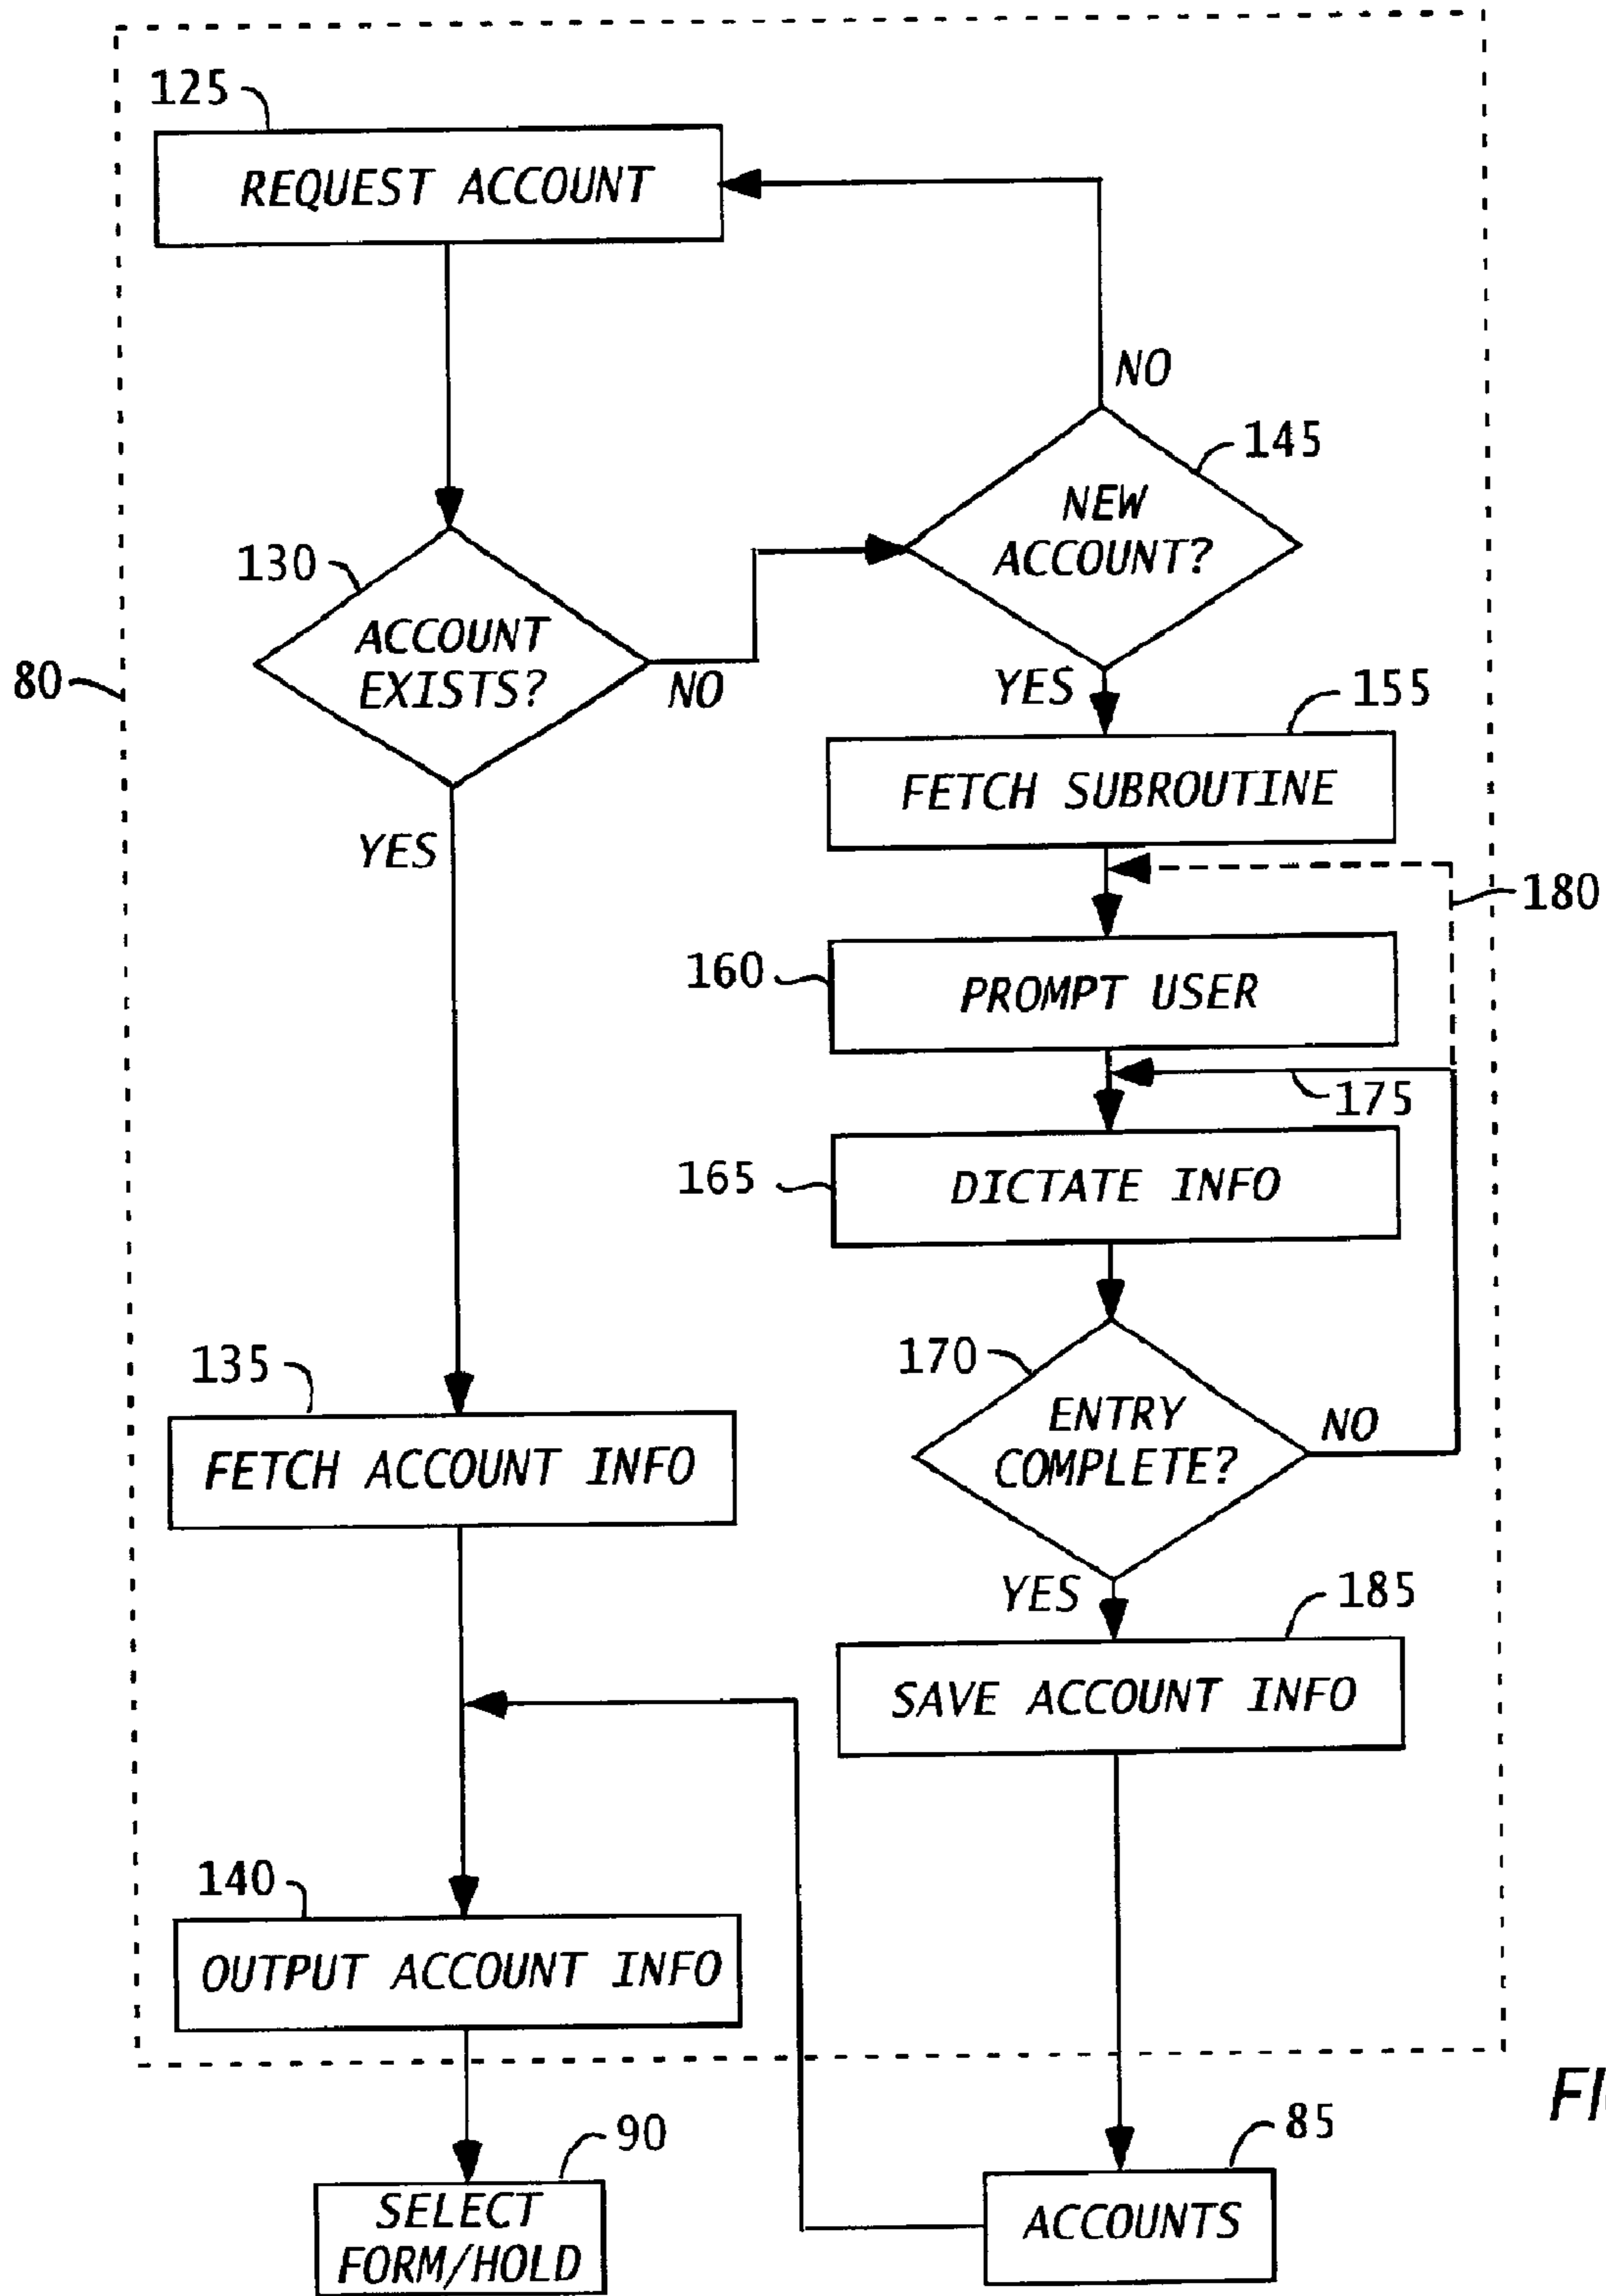 125
REQUEST ACCOUNT
NO
145
NEW
ACCOUNT?
130
ACCOUNT
EXISTS?
NO
80
YES
155
FETCH SUBROUTINE
YES
180
160
PROMPT USER
175
165
DICTATE INFO
135
170
ENTRY
COMPLETE?
NO
FETCH ACCOUNT INFO
YES
185
SAVE ACCOUNT INFO
140
OUTPUT ACCOUNT INFO
90
85
SELECT
FORM/HOLD
ACCOUNTS